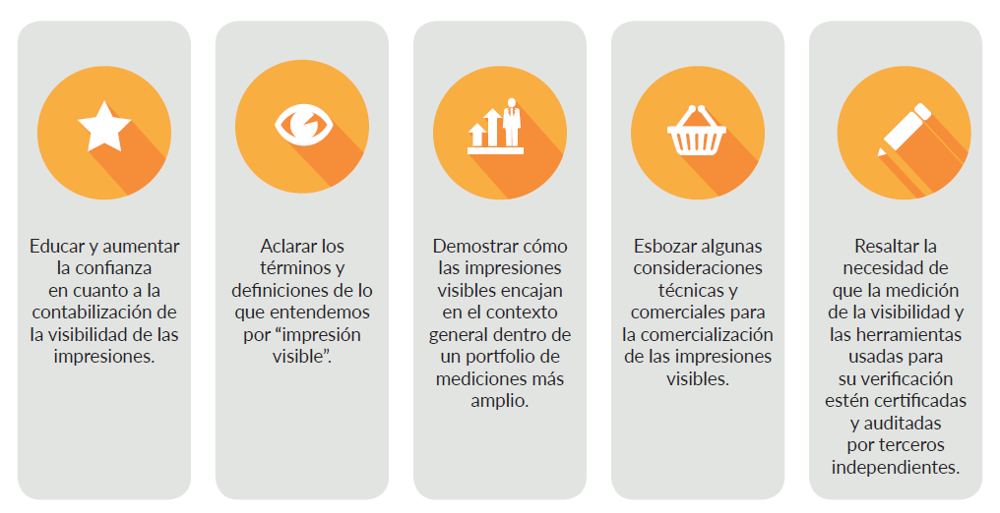 Educar y aumentar
la confianza
en cuanto a la
contabilización de
la visibilidad de las
impresiones.
Aclarar los
términos y
definiciones de lo
que entendemos
por “impresión
visible”.
Demostrar cómo
las impresiones
visibles encajan
en el contexto
general dentro de
un portfolio de
mediciones más
amplio.
Esbozar algunas
consideraciones
técnicas y
comerciales para
la comercialización
de las impresiones
visibles.
Resaltar la
necesidad de
que la medición
de la visibilidad y
las herramientas
usadas para
su verificación
estén certificadas
y auditadas
por terceros
independientes.